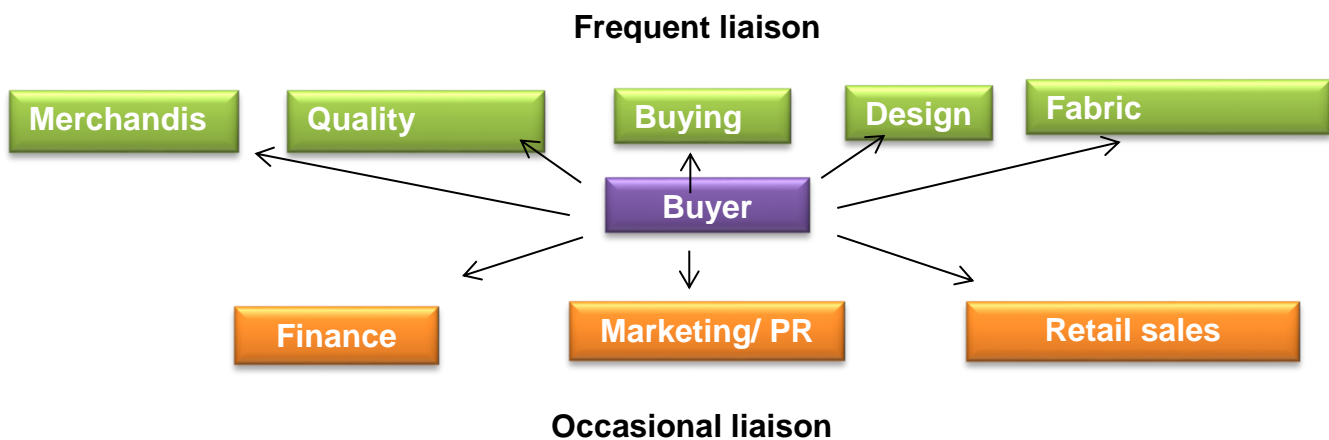 Frequent liaison
Merchandis
Quality
Buying
Design
Fabric
Buyer
Finance
Marketing/ PR
Retail sales
Occasional liaison